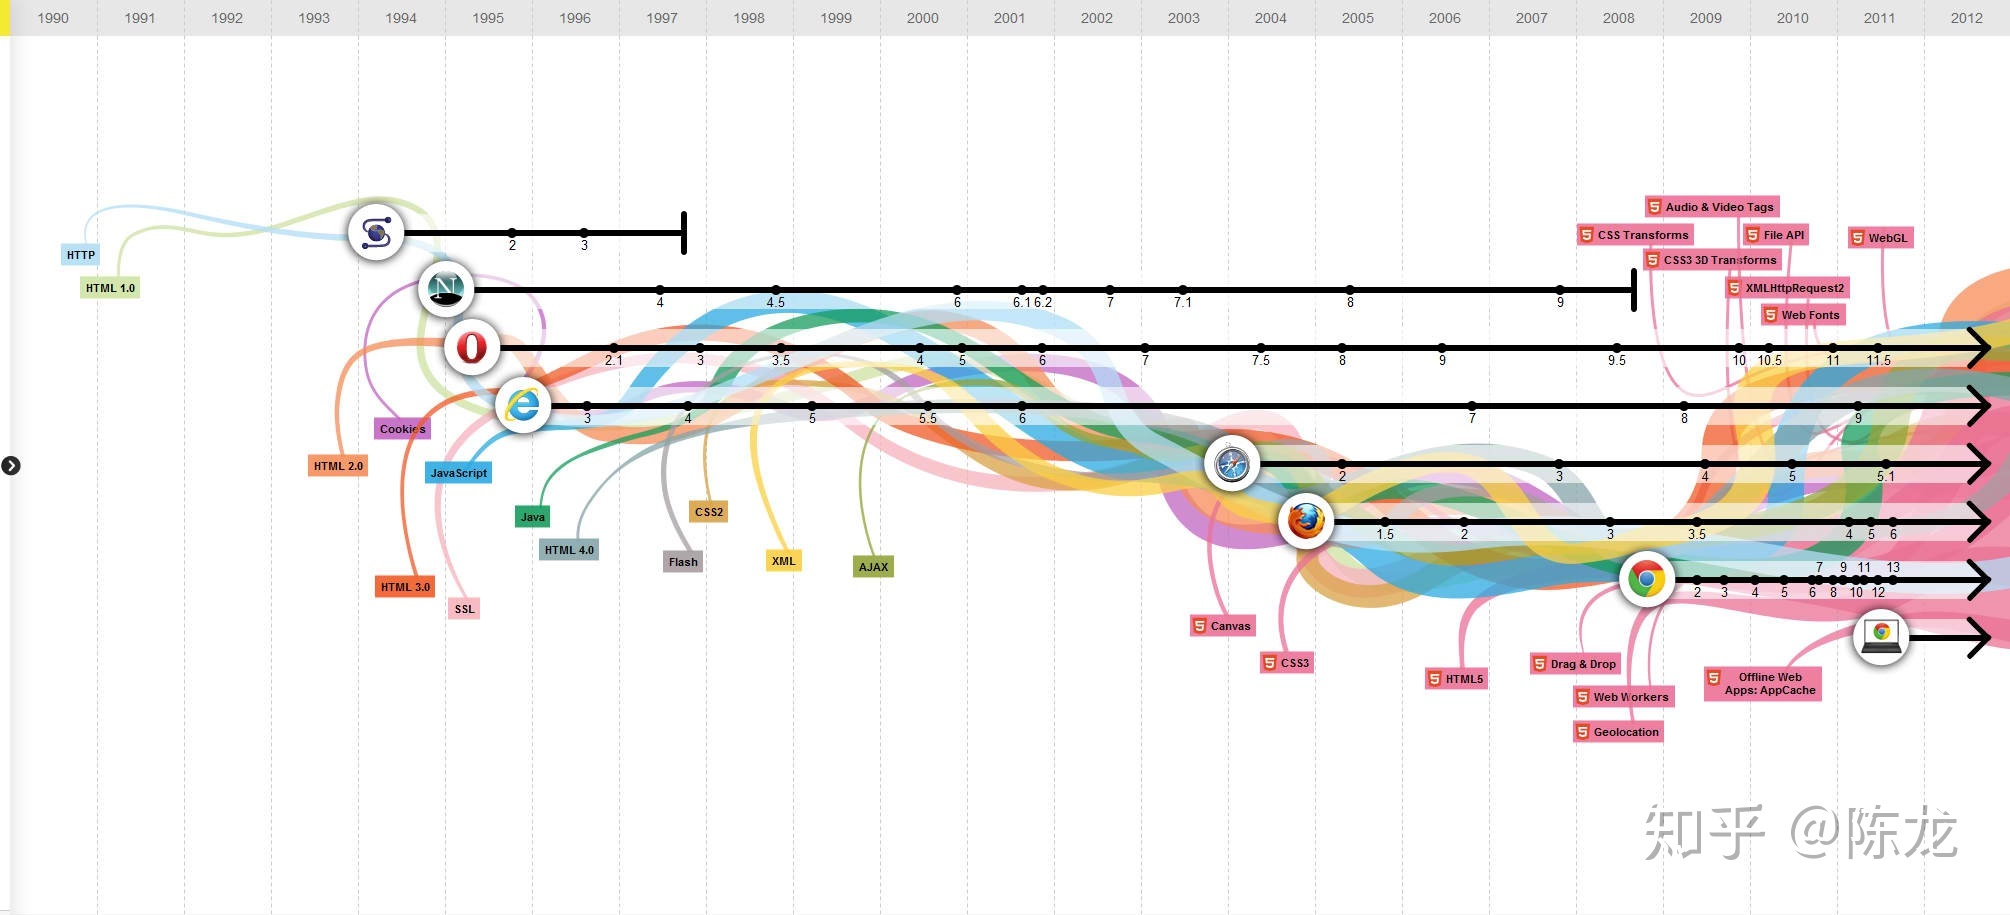 1990 1991 1992 1993 1994 1995 1996 1997 1998 1999 2000 2001 2002 2003 2004 2005 2006 2007 2008 2009 2010 2011 2012
Audio & Video Tags
CSS Transforms
File API
WebGL
CSS3 3D Transforms
XMLHttpRequest2
Web Fonts
HTTP
HTML 1.0
2 3
N
4 4.5 6 6.1 6.2 7 7.1 8 9
2.1 3 3.5 4 5 6 7 7.5 8 9 9.5 10 10.5 11 11.5
3 4 5 5.5 6 7 8 9
2 3 4 5 5.1
1.5 2 3 3.5 4 5 6
7 9 11 13
2 3 4 5 6 8 10 12
Cookies
HTML 2.0
JavaScript
Java
CSS2
HTML 4.0
Flash
XML
AJAX
HTML 3.0
SSL
Canvas
CSS3
HTML5
Drag & Drop
Web Workers
Geolocation
Offline Web
Apps: AppCache
知乎 @陈龙